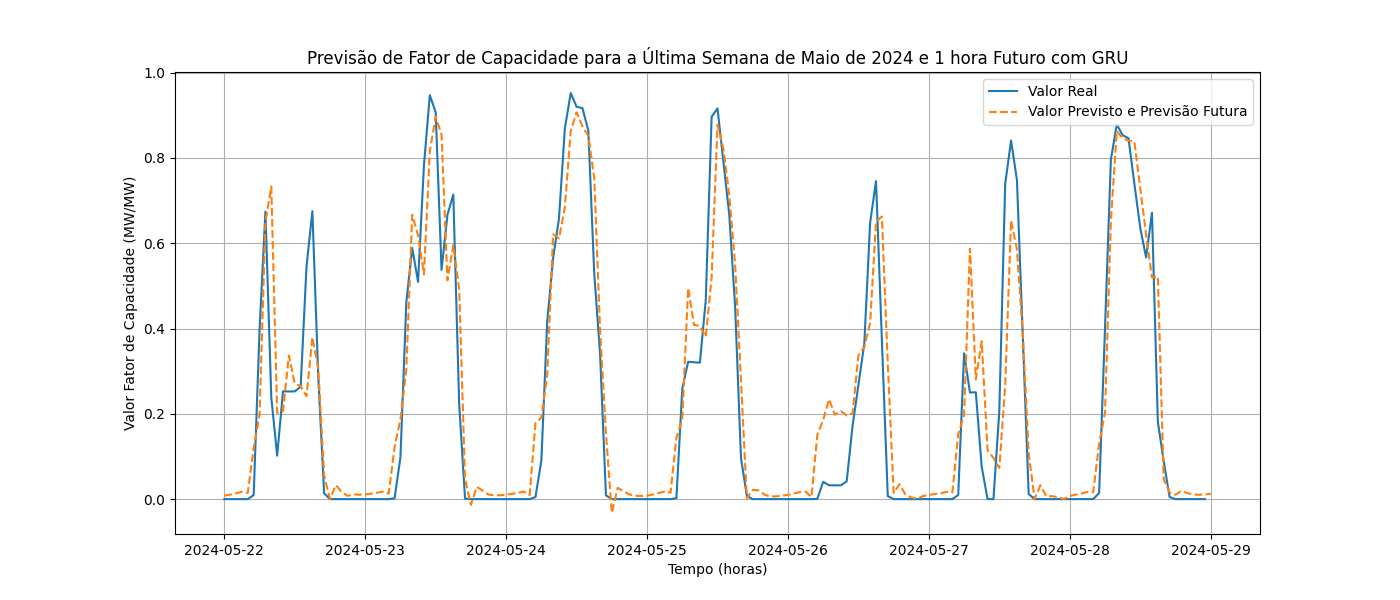 Previsão de Fator de Capacidade para a Última Semana de Maio de 2024 e 1 hora Futuro com GRU
Valor Real
Valor Previsto e Previsão Futura
Valor Fator de Capacidade (MW/MW)
1.0
0.8
0.6
0.4
0.2
0.0
2024-05-22 2024-05-23 2024-05-24 2024-05-25 2024-05-26 2024-05-27 2024-05-28 2024-05-29
Tempo (horas)